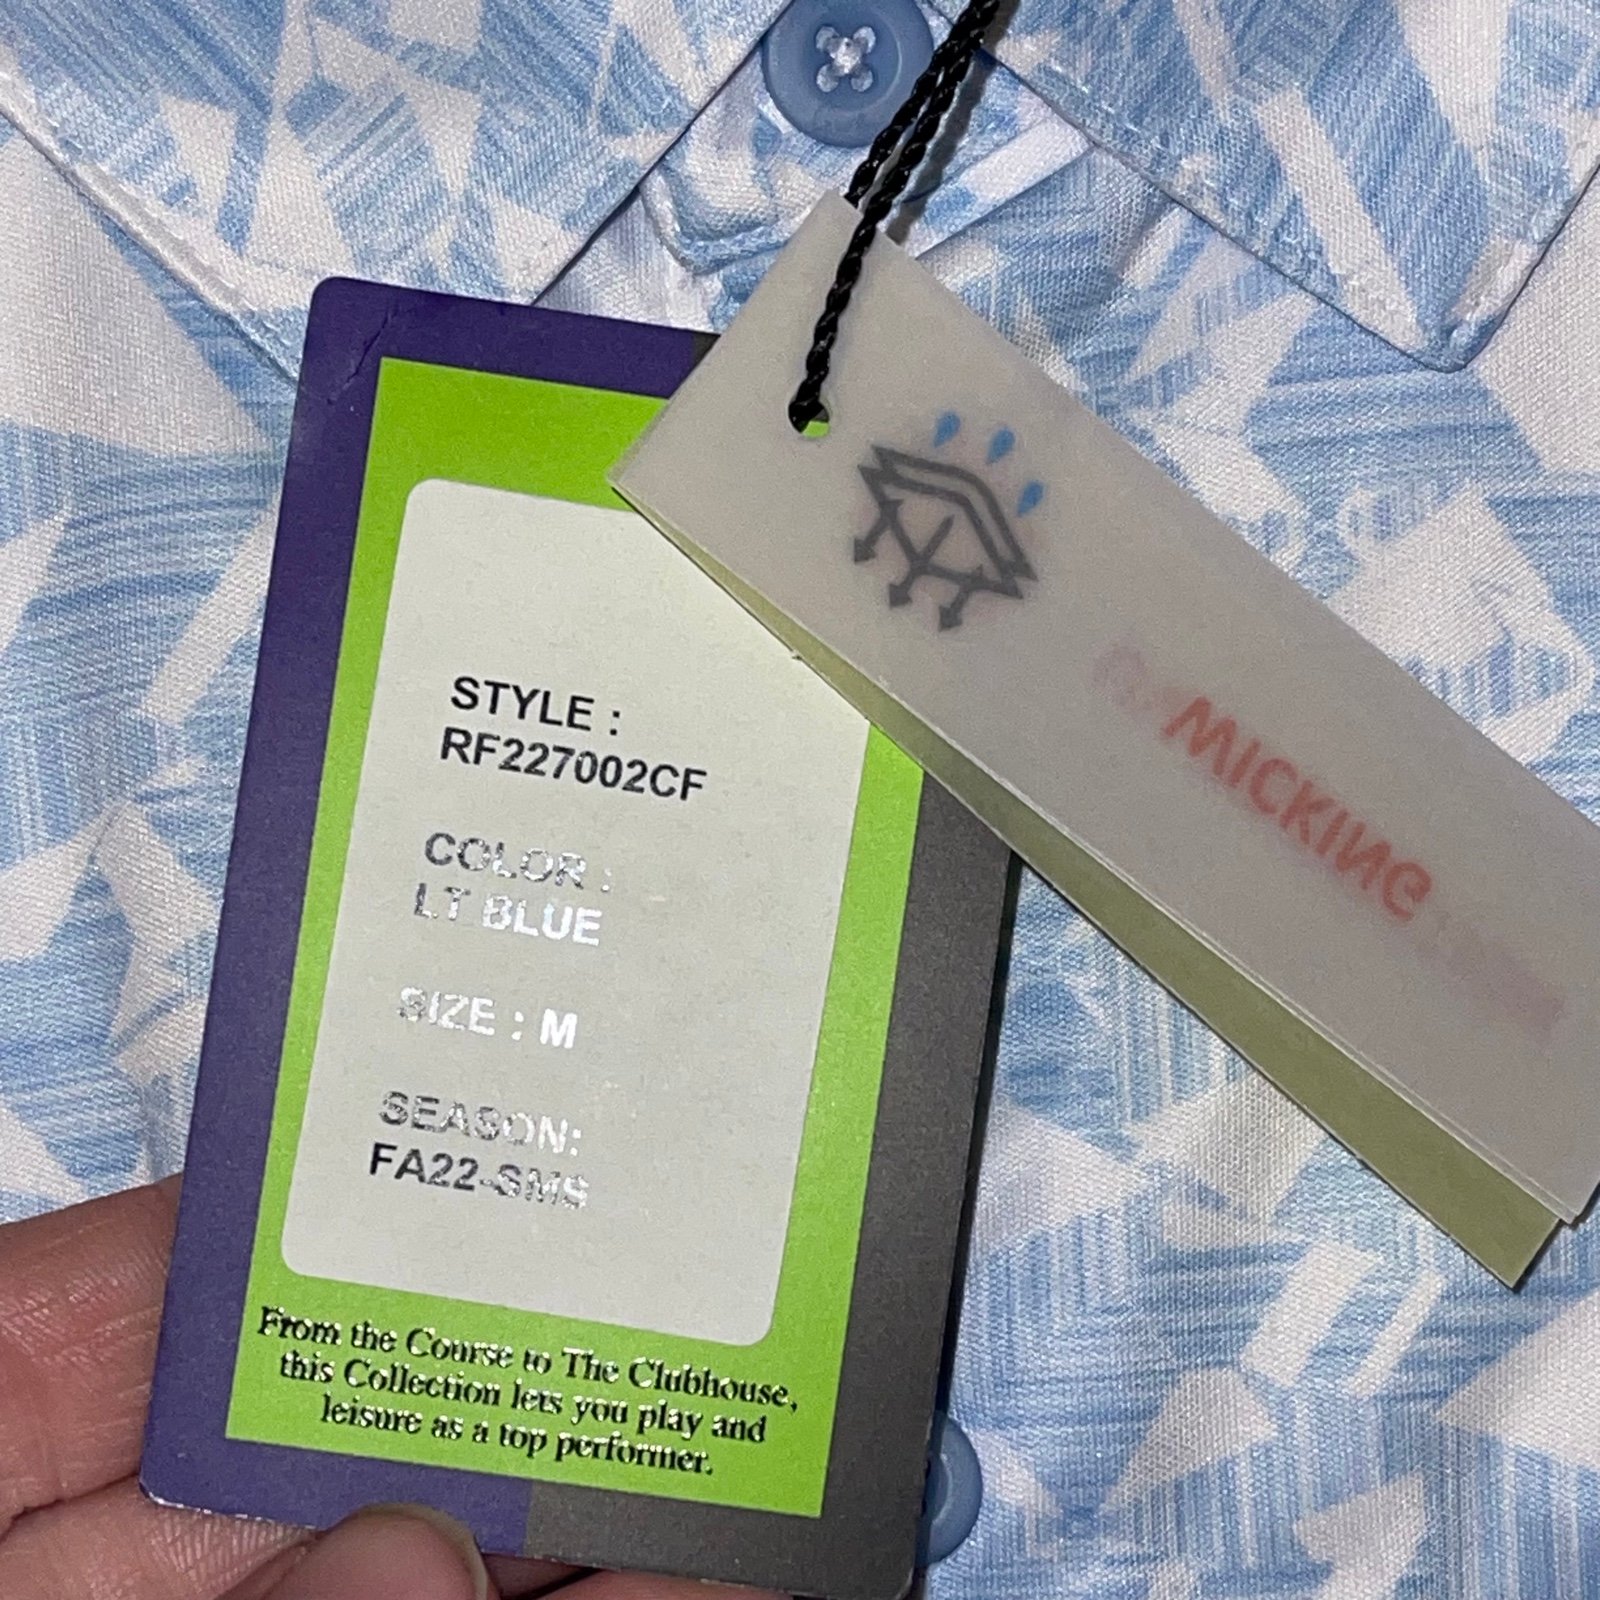 STYLE :
RF227002CF
COLOR :
LT BLUE
SIZE : M
SEASON:
FA22-SMS
From the Course to The Clubhouse,
this Collection lets you play and
leisure as a top performer.